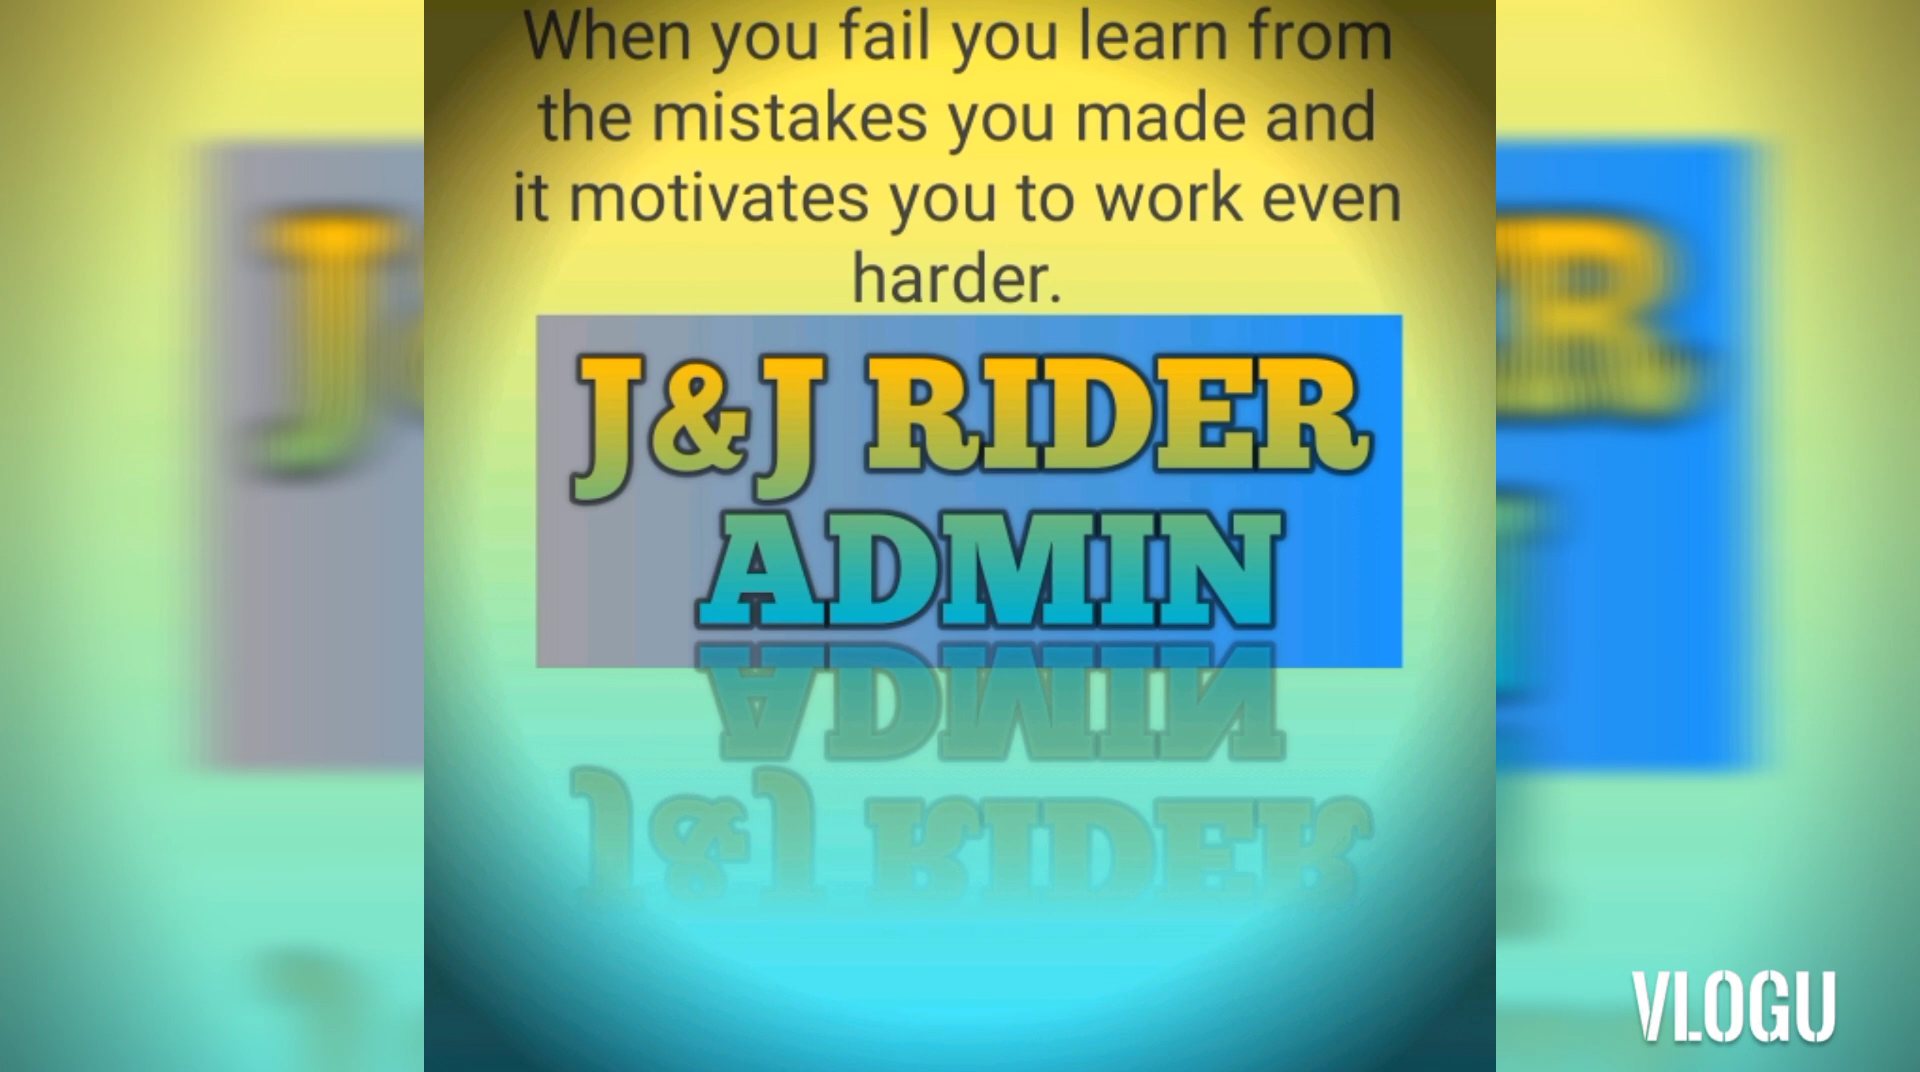 When you fail you learn from
the mistakes you made and
it motivates you to work even
harder.
J&J RIDER
ADMIN
VLOGU